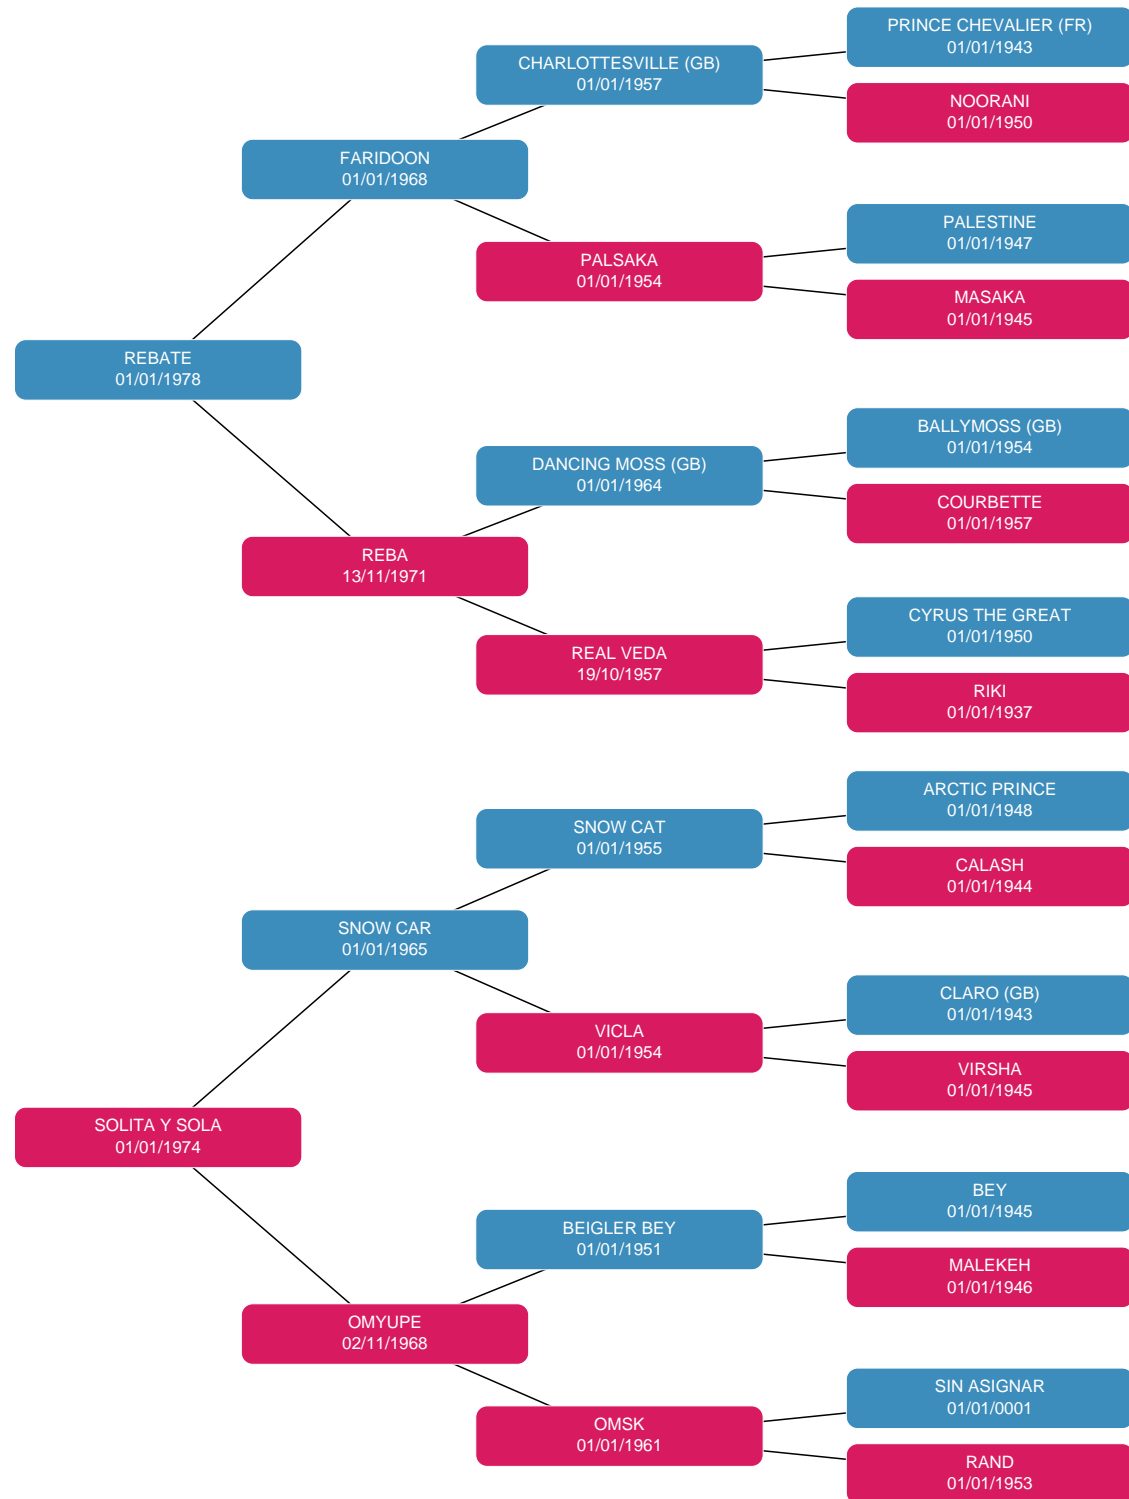 PRINCE CHEVALIER (FR)
01/01/1943
CHARLOTTESVILLE (GB)
01/01/1957
NOORANI
01/01/1950
FARIDOON
01/01/1968
PALESTINE
01/01/1947
PALSAKA
01/01/1954
MASAKA
01/01/1945
REBATE
01/01/1978
BALLYMOSS (GB)
01/01/1954
DANCING MOSS (GB)
01/01/1964
COURBETTE
01/01/1957
REBA
13/11/1971
CYRUS THE GREAT
01/01/1950
REAL VEDA
19/10/1957
RIKI
01/01/1937
ARCTIC PRINCE
01/01/1948
SNOW CAT
01/01/1955
CALASH
01/01/1944
SNOW CAR
01/01/1965
CLARO (GB)
01/01/1943
VICLA
01/01/1954
VIRSHA
01/01/1945
SOLITA Y SOLA
01/01/1974
BEY
01/01/1945
BEIGLER BEY
01/01/1951
MALEKEH
01/01/1946
OMYUPE
02/11/1968
SIN ASIGNAR
01/01/0001
OMSK
01/01/1961
RAND
01/01/1953